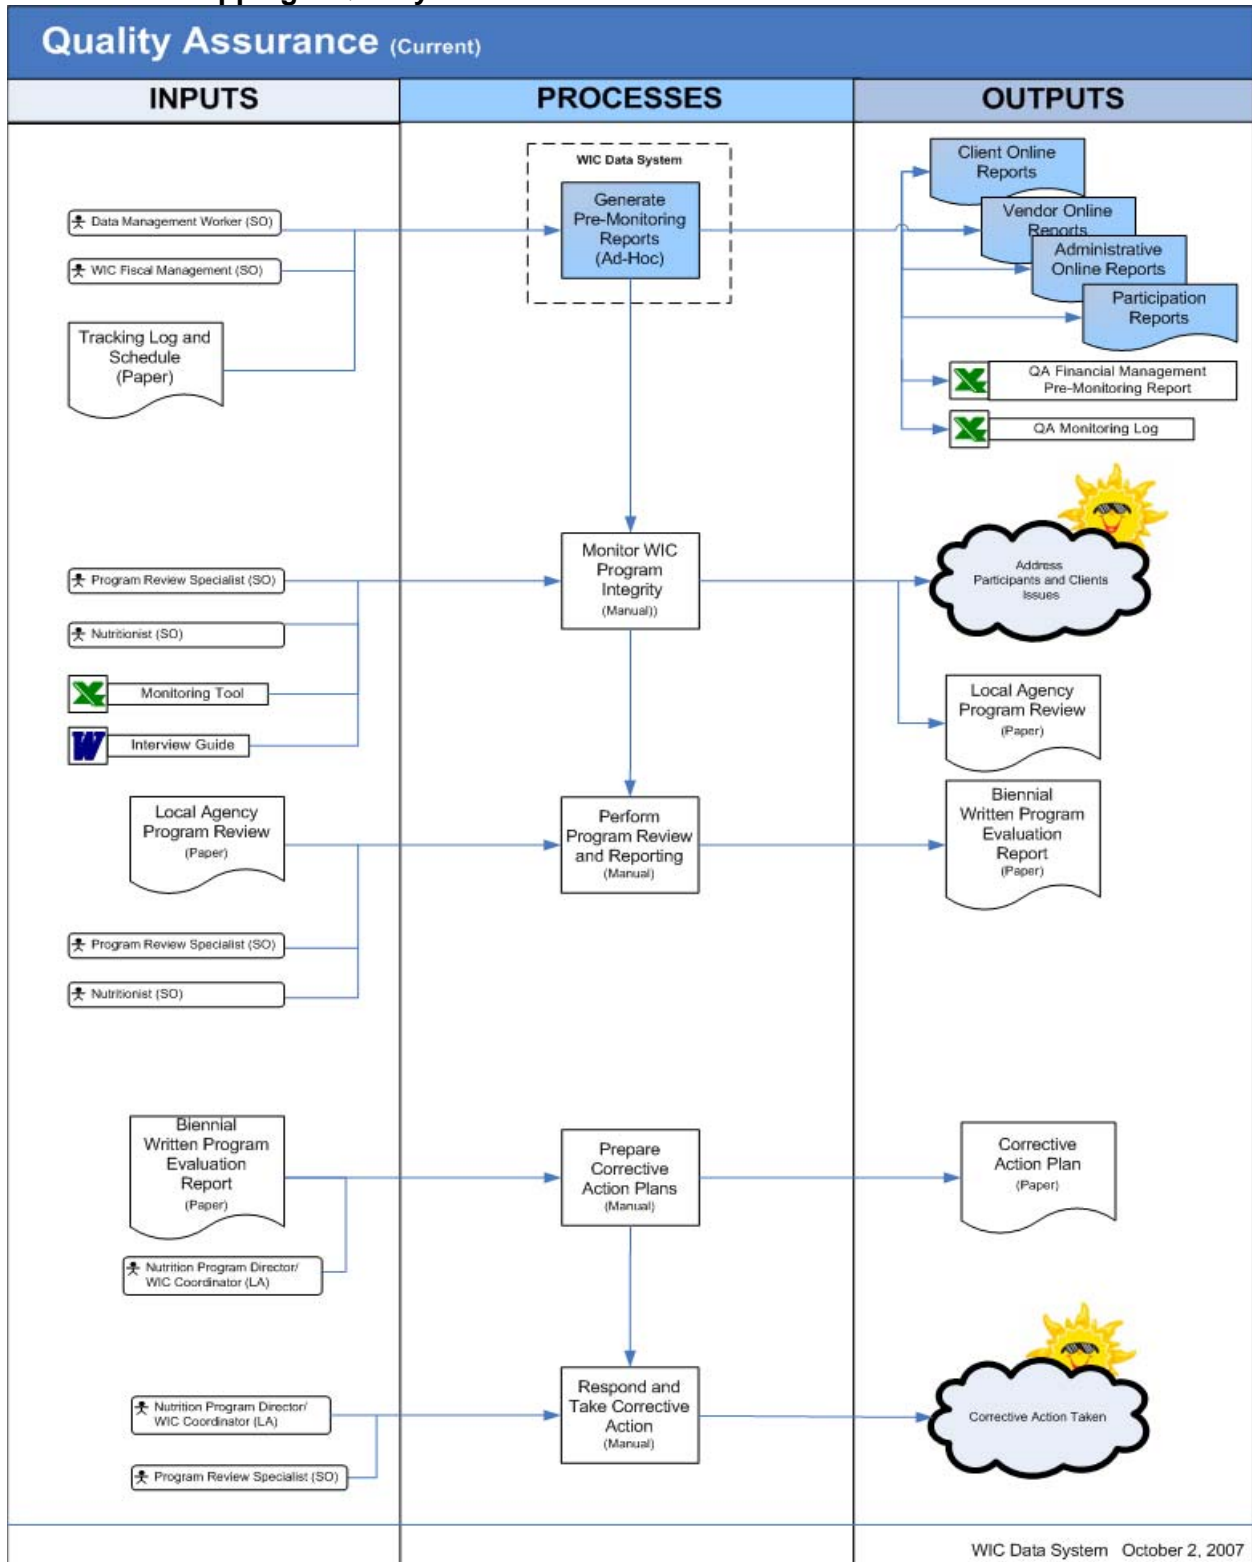 Quality Assurance (Current)
INPUTS
PROCESSES
OUTPUTS
WIC Data System
Data Management Worker (SO)
WIC Fiscal Management (SO)
Tracking Log and
Schedule
(Paper)
Generate
Pre-Monitoring
Reports
(Ad-Hoc)
Client Online
Reports
Vendor Online
Reports
Administrative
Online Reports
Participation
Reports
QA Financial Management
Pre-Monitoring Report
QA Monitoring Log
Program Review Specialist (SO)
Nutritionist (SO)
Monitoring Tool
Interview Guide
Monitor WIC
Program
Integrity
(Manual))
Address
Participants and Clients
Issues
Local Agency
Program Review
(Paper)
Local Agency
Program Review
(Paper)
Program Review Specialist (SO)
Nutritionist (SO)
Perform
Program Review
and Reporting
(Manual)
Biennial
Written Program
Evaluation
Report
(Paper)
Biennial
Written Program
Evaluation
Report
(Paper)
Nutrition Program Director/
WIC Coordinator (LA)
Prepare
Corrective
Action Plans
(Manual)
Corrective
Action Plan
(Paper)
Nutrition Program Director/
WIC Coordinator (LA)
Program Review Specialist (SO)
Respond and
Take Corrective
Action
(Manual)
Corrective Action Taken
WIC Data System October 2, 2007